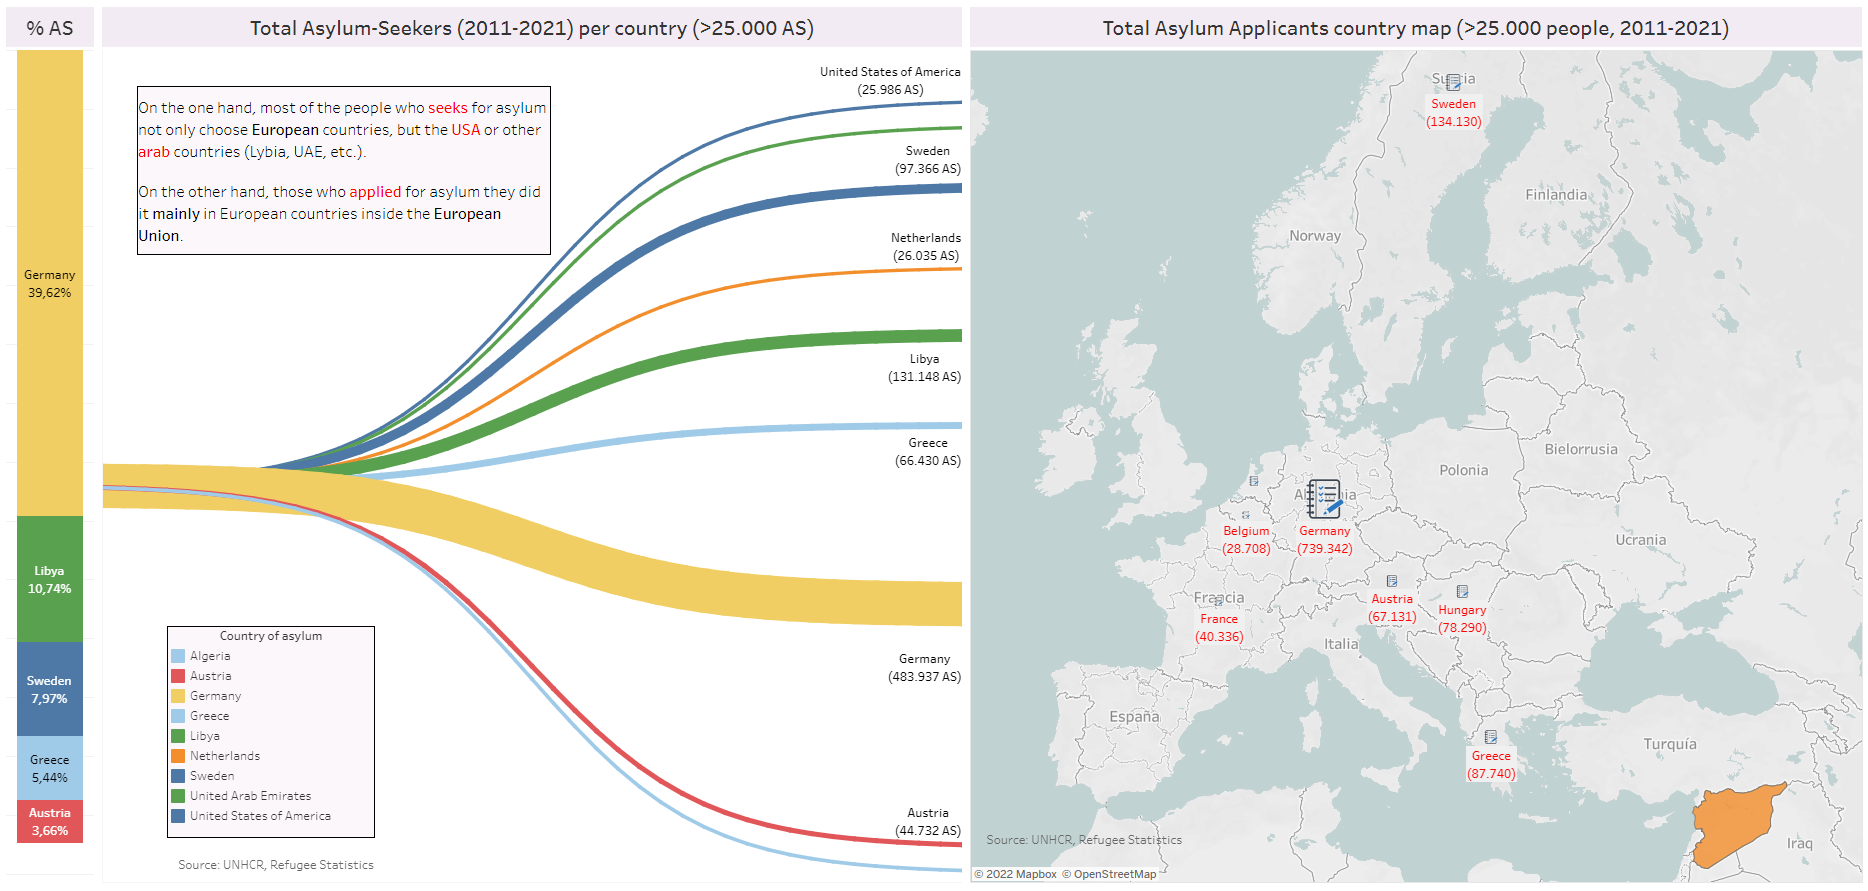 % AS
Total Asylum-Seekers (2011-2021) per country (>25.000 AS)
Total Asylum Applicants country map (>25.000 people, 2011-2021)
Germany
39,62%
Libya
10,74%
Sweden
7,97%
Greece
5,44%
Austria
3,66%
On the one hand, most of the people who seeks for asylum
not only choose European countries, but the USA or other
arab countries (Lybia, UAE, etc.).
On the other hand, those who applied for asylum they did
it mainly in European countries inside the European
Union.
United States of America
(25.986 AS)
Sweden
(97.366 AS)
Netherlands
(26.035 AS)
Libya
(131.148 AS)
Greece
(66.430 AS)
Germany
(483.937 AS)
Austria
(44.732 AS)
Country of asylum
Algeria
Austria
Germany
Greece
Libya
Netherlands
Sweden
United Arab Emirates
United States of America
Source: UNHCR, Refugee Statistics
Sweden
(134.130)
Finlandia
Norway
Bielorrusia
Polonia
Belgium
(28.708)
Germany
(739.342)
Ucrania
Francia
France
(40.336)
Austria
(67.131)
Hungary
(78.290)
Italia
España
Turquía
Greece
(87.740)
Iraq
Source: UNHCR, Refugee Statistics
© 2022 Mapbox © OpenStreetMap